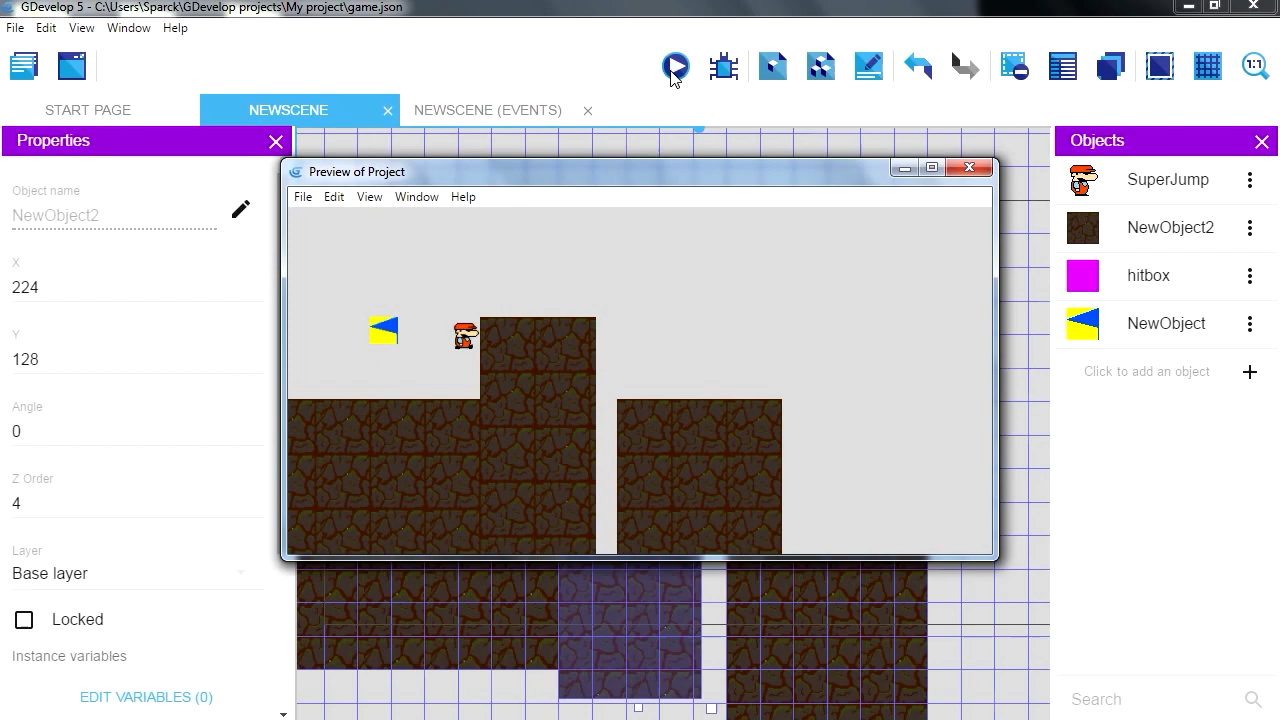 GDevelop 5 - C:\Users\Sparck\GDevelop projects\My project\game.json
File Edit View Window Help
1:1
START PAGE NEWSCENE × NEWSCENE (EVENTS) ×
Properties
Object name
NewObject2
X
224
Y
128
Angle
0
Z Order
4
Layer
Base layer
Locked
Instance variables
EDIT VARIABLES (0)
Preview of Project
File Edit View Window Help
Objects
SuperJump
NewObject2
hitbox
NewObject
Click to add an object
Search